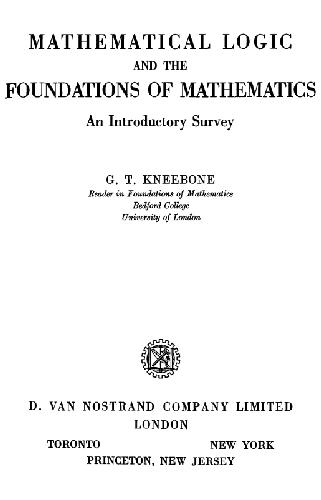 MATHEMATICAL LOGIC
AND THE
FOUNDATIONS OF MATHEMATICS
An Introductory Survey
G. T. KNEEBONE
Reader in Foundations of Mathematics
Bedford College
University of London
D. VAN NOSTRAND COMPANY LIMITED
LONDON
TORONTO NEW YORK
PRINCETON, NEW JERSEY